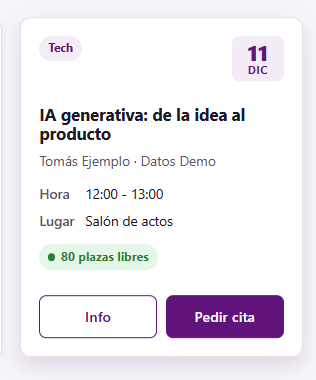 Tech
11
DIC
IA generativa: de la idea al
producto
Tomás Ejemplo · Datos Demo
Hora 12:00 - 13:00
Lugar Salón de actos
80 plazas libres
Info
Pedir cita